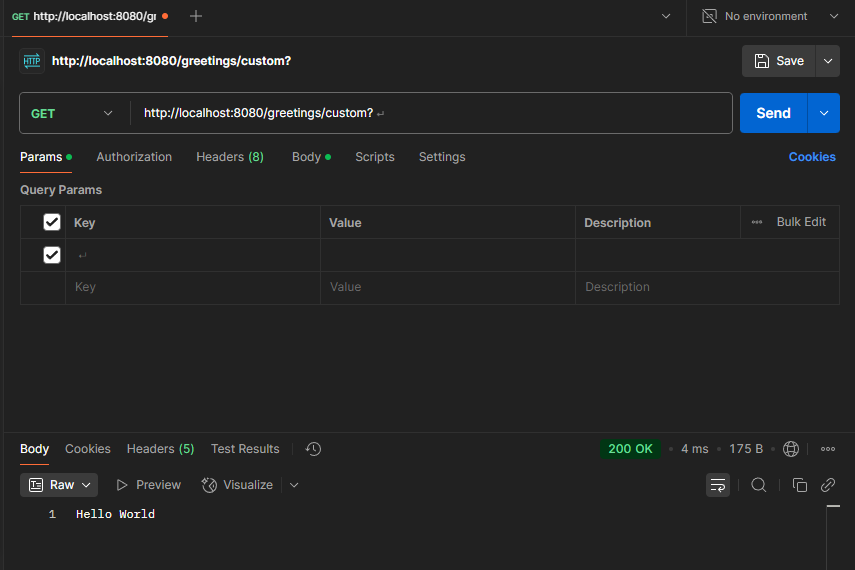 GET http://localhost:8080/gr
No environment
HTTP http://localhost:8080/greetings/custom?
Save
GET http://localhost:8080/greetings/custom? ↵
Send
Params Authorization Headers (8) Body Scripts Settings Cookies
Query Params
Key Value Description ••• Bulk Edit
↵
Key Value Description
Body Cookies Headers (5) Test Results 200 OK • 4 ms • 175 B •
Raw Preview Visualize
1 Hello World